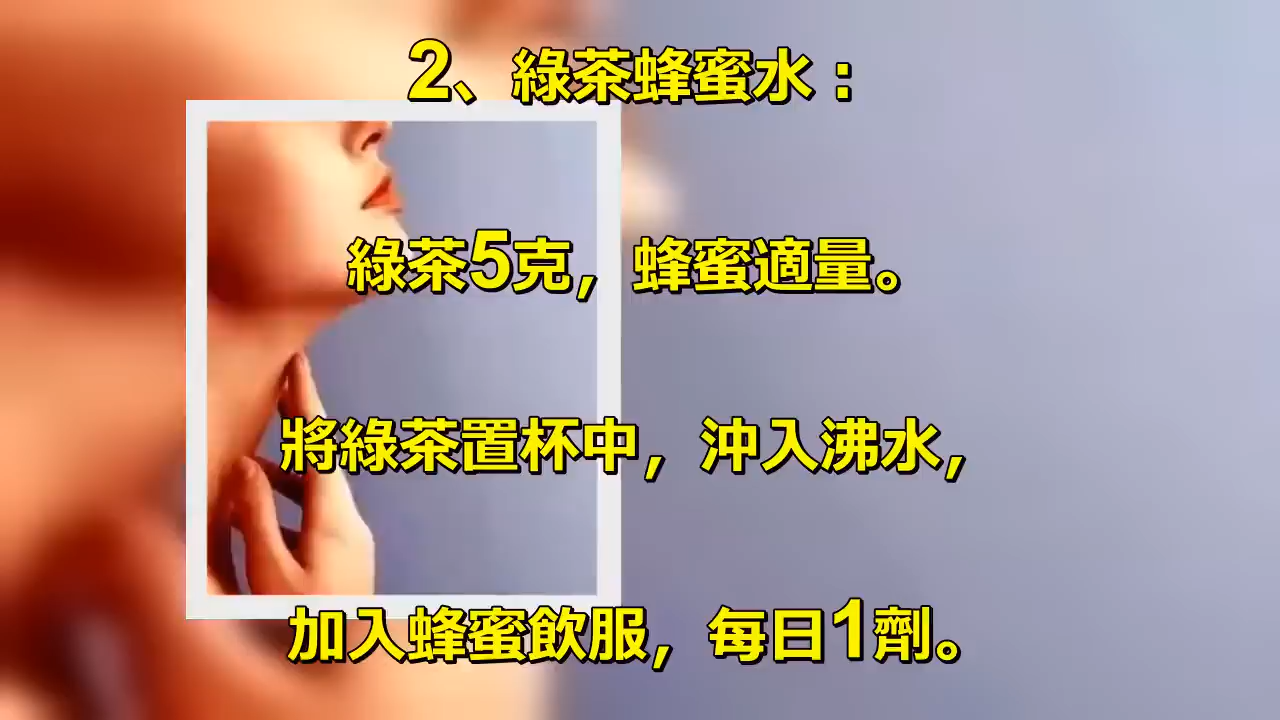 2、綠茶蜂蜜水：
綠茶5克，蜂蜜適量。
將綠茶置杯中，沖入沸水，
加入蜂蜜飲服，每日1劑。